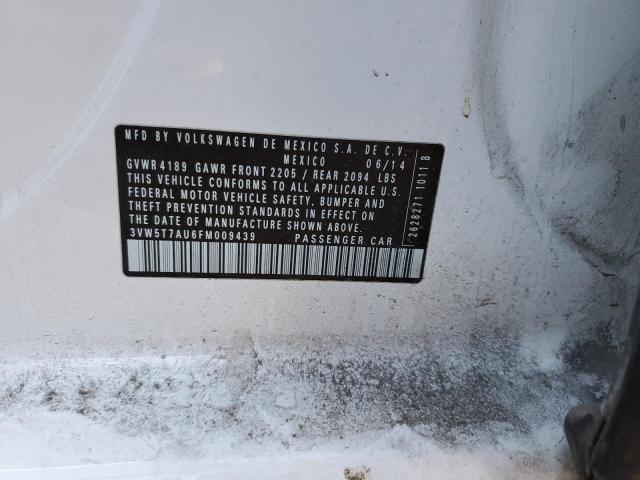 MFD BY VOLKSWAGEN DE MEXICO S.A. DE C.V.
MEXICO 06/14
GVWR 4189 GAWR FRONT 2205 / REAR 2094 LBS
THIS VEHICLE CONFORMS TO ALL APPLICABLE U.S.
FEDERAL MOTOR VEHICLE SAFETY, BUMPER AND
THEFT PREVENTION STANDARDS IN EFFECT ON
THE DATE OF MANUFACTURE SHOWN ABOVE.
3VW5T7AU6FM009439 PASSENGER CAR
2628271 1011 B